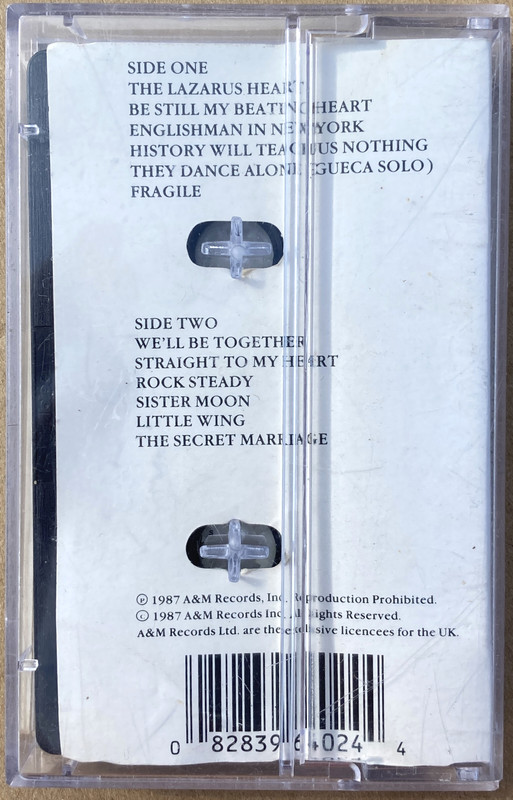 SIDE ONE
THE LAZARUS HEART
BE STILL MY BEATING HEART
ENGLISHMAN IN NEW YORK
HISTORY WILL TEACH US NOTHING
THEY DANCE ALONE (GUECA SOLO)
FRAGILE
SIDE TWO
WE'LL BE TOGETHER
STRAIGHT TO MY HEART
ROCK STEADY
SISTER MOON
LITTLE WING
THE SECRET MARRIAGE
℗ 1987 A&M Records, Inc. Reproduction Prohibited.
© 1987 A&M Records Inc. All Rights Reserved.
A&M Records Ltd. are the exclusive licencees for the UK.
0 82839 64024 4